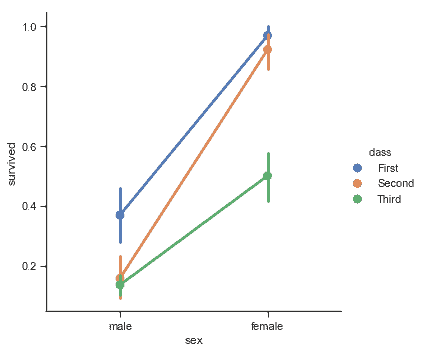 1.0
0.8
0.6
0.4
0.2
survived
male female
sex
class
First
Second
Third